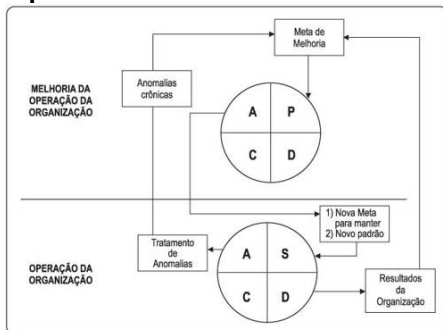 Meta de
Melhoria
MELHORIA DA
OPERAÇÃO DA
ORGANIZAÇÃO
Anomalias
crônicas
A P
C D
1) Nova Meta
para manter
2) Novo padrão
OPERAÇÃO DA
ORGANIZAÇÃO
Tratamento
de
Anomalias
A S
C D
Resultados
da
Organização